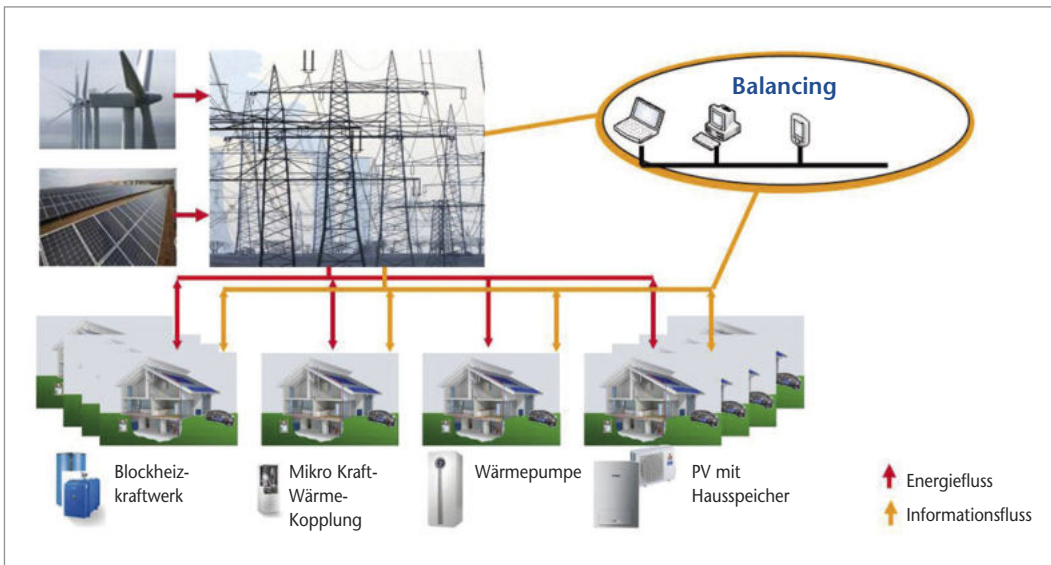 Balancing
Blockheiz-
kraftwerk
Mikro Kraft-
Wärme-
Kopplung
Wärmepumpe
PV mit
Hausspeicher
Energiefluss
Informationsfluss